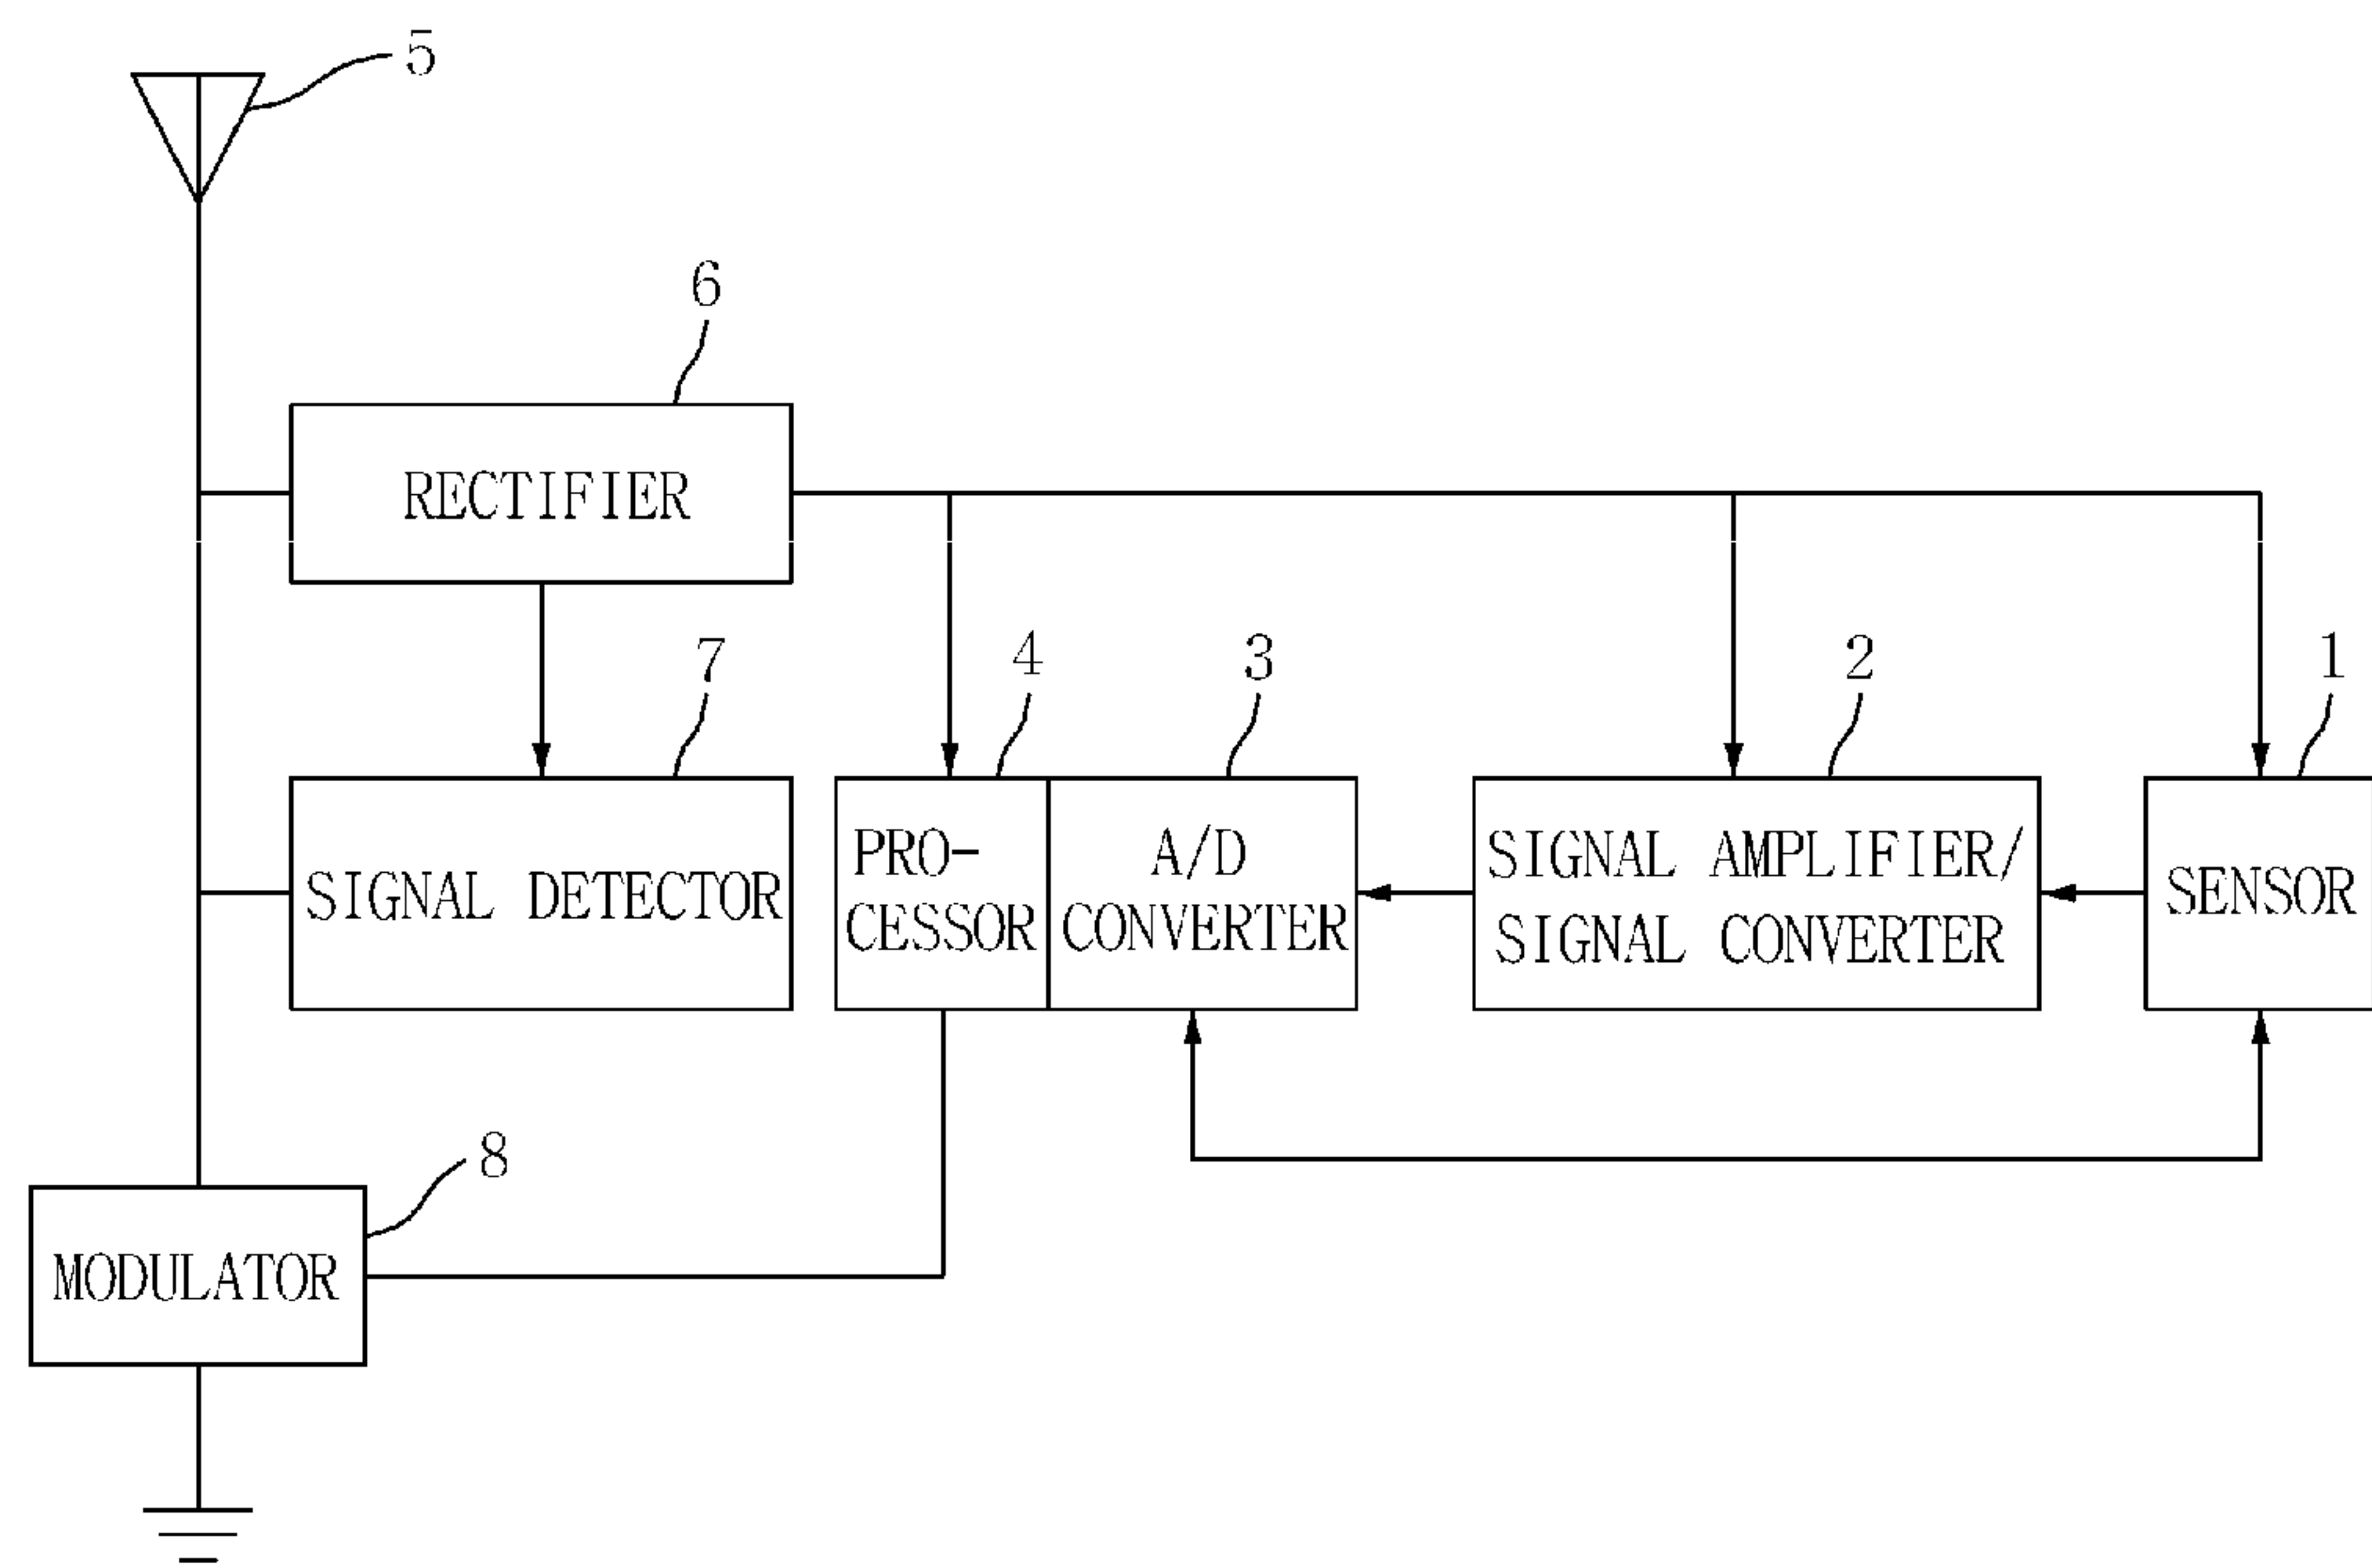 5
6
RECTIFIER
7
4
3
2
1
SIGNAL DETECTOR
PRO-
CESSOR
A/D
CONVERTER
SIGNAL AMPLIFIER/
SIGNAL CONVERTER
SENSOR
8
MODULATOR